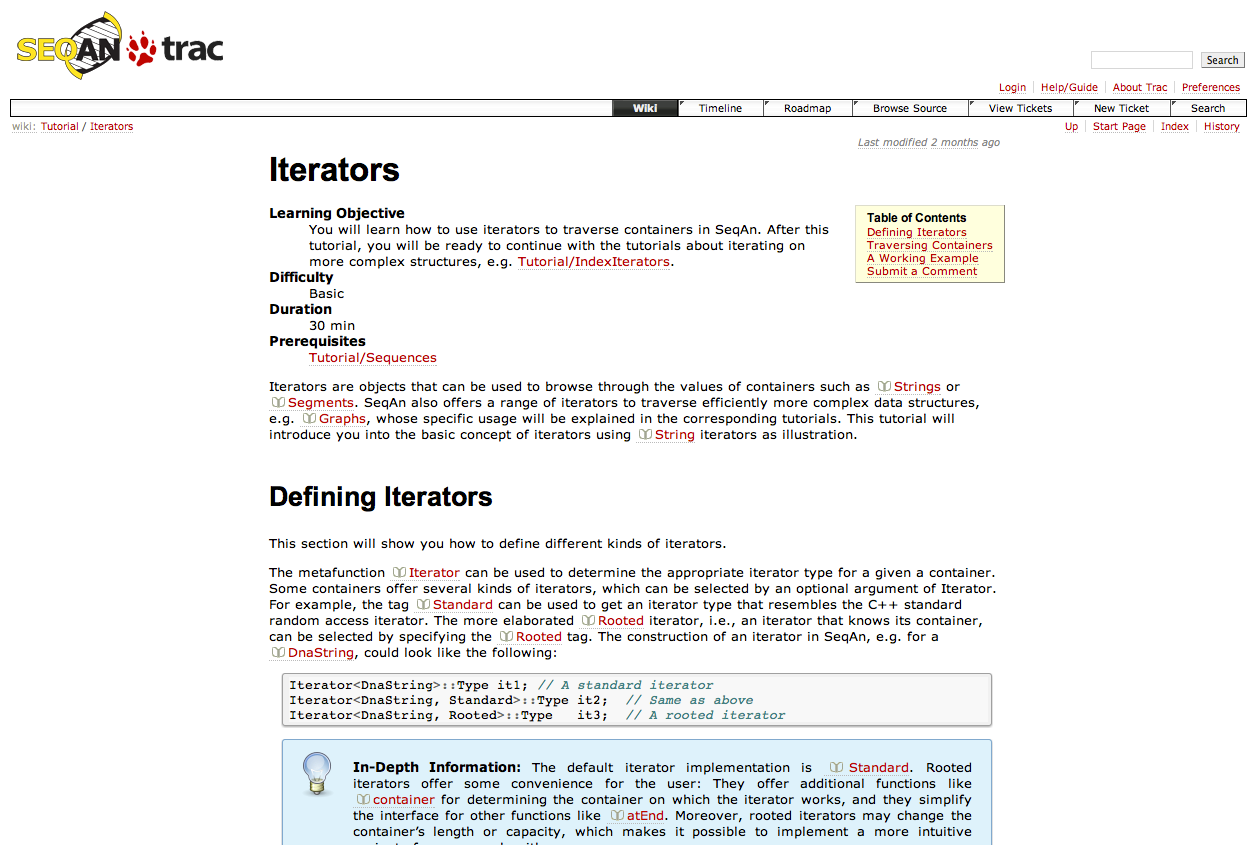 SEQAN trac
Search
Login Help/Guide About Trac Preferences
Wiki Timeline Roadmap Browse Source View Tickets New Ticket Search
wiki: Tutorial / Iterators
Up Start Page Index History
Last modified 2 months ago
Iterators
Learning Objective
You will learn how to use iterators to traverse containers in SeqAn. After this
tutorial, you will be ready to continue with the tutorials about iterating on
more complex structures, e.g. Tutorial/IndexIterators.
Difficulty
Basic
Duration
30 min
Prerequisites
Tutorial/Sequences
Table of Contents
Defining Iterators
Traversing Containers
A Working Example
Submit a Comment
Iterators are objects that can be used to browse through the values of containers such as Strings or
Segments. SeqAn also offers a range of iterators to traverse efficiently more complex data structures,
e.g. Graphs, whose specific usage will be explained in the corresponding tutorials. This tutorial will
introduce you into the basic concept of iterators using String iterators as illustration.
Defining Iterators
This section will show you how to define different kinds of iterators.
The metafunction Iterator can be used to determine the appropriate iterator type for a given a container.
Some containers offer several kinds of iterators, which can be selected by an optional argument of Iterator.
For example, the tag Standard can be used to get an iterator type that resembles the C++ standard
random access iterator. The more elaborated Rooted iterator, i.e., an iterator that knows its container,
can be selected by specifying the Rooted tag. The construction of an iterator in SeqAn, e.g. for a
DnaString, could look like the following:
Iterator<DnaString>::Type it1; // A standard iterator
Iterator<DnaString, Standard>::Type it2; // Same as above
Iterator<DnaString, Rooted>::Type it3; // A rooted iterator
In-Depth Information: The default iterator implementation is Standard. Rooted
iterators offer some convenience for the user: They offer additional functions like
container for determining the container on which the iterator works, and they simplify
the interface for other functions like atEnd. Moreover, rooted iterators may change the
container's length or capacity, which makes it possible to implement a more intuitive